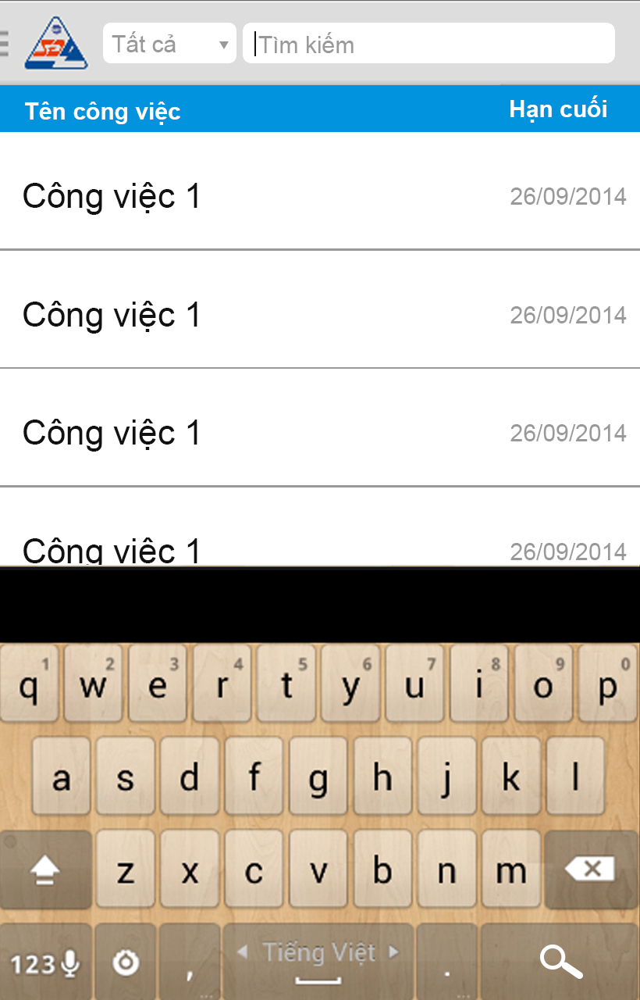 Tất cả Tìm kiếm
Tên công việc Hạn cuối
Công việc 1 26/09/2014
Công việc 1 26/09/2014
Công việc 1 26/09/2014
Công việc 1 26/09/2014
1 2 3 4 5 6 7 8 9 0
q w e r t y u i o p
a s d f g h j k l
z x c v b n m
123 , Tiếng Việt .